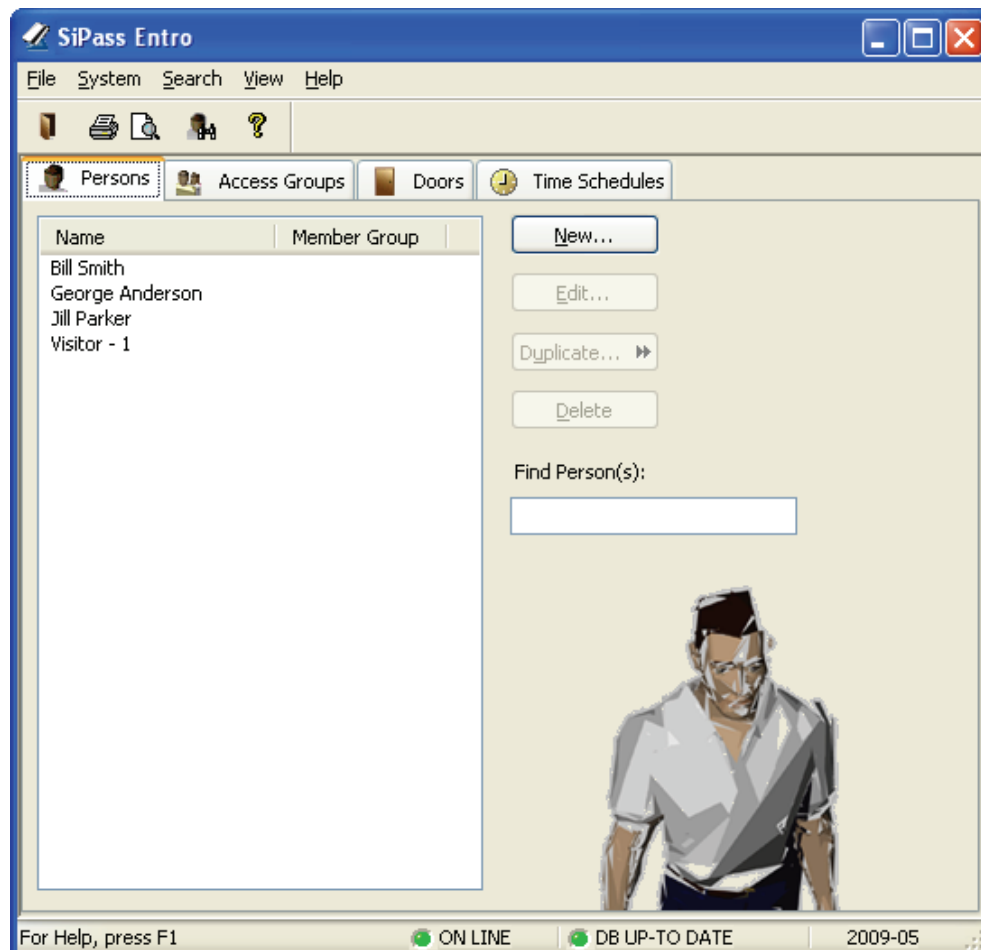 SiPass Entro
File System Search View Help
Persons Access Groups Doors Time Schedules
Name Member Group
Bill Smith
George Anderson
Jill Parker
Visitor - 1
New...
Edit...
Duplicate...
Delete
Find Person(s):
For Help, press F1 ON LINE DB UP-TO DATE 2009-05